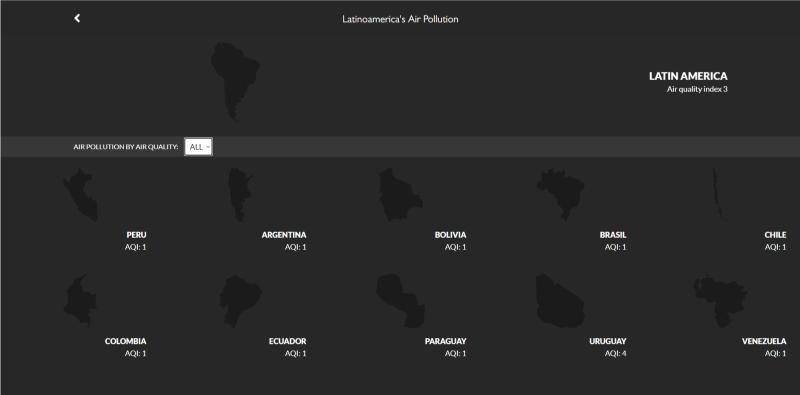 Latinoamerica's Air Pollution
LATIN AMERICA
Air quality index 3
AIR POLLUTION BY AIR QUALITY: ALL
PERU
AQI: 1
ARGENTINA
AQI: 1
BOLIVIA
AQI: 1
BRASIL
AQI: 1
CHILE
AQI: 1
COLOMBIA
AQI: 1
ECUADOR
AQI: 1
PARAGUAY
AQI: 1
URUGUAY
AQI: 4
VENEZUELA
AQI: 1